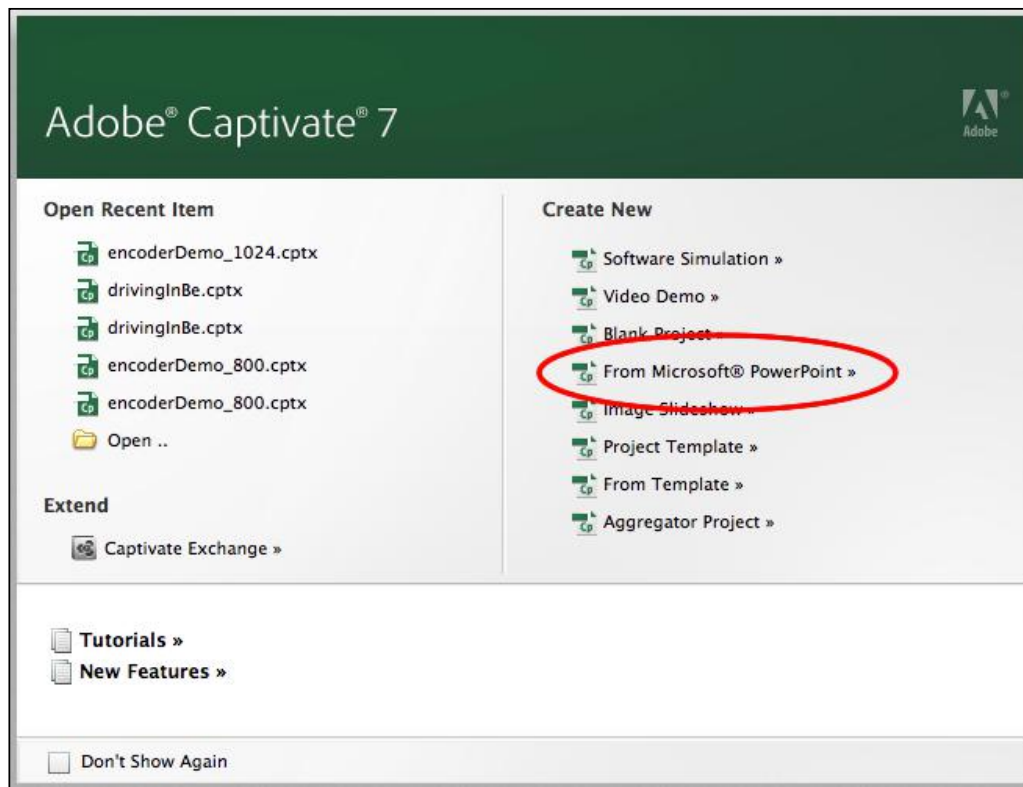 Adobe® Captivate® 7
Adobe
Open Recent Item
encoderDemo_1024.cptx
drivingInBe.cptx
drivingInBe.cptx
encoderDemo_800.cptx
encoderDemo_800.cptx
Open ..
Extend
Captivate Exchange »
Create New
Software Simulation »
Video Demo »
Blank Project »
From Microsoft® PowerPoint »
Image Slideshow »
Project Template »
From Template »
Aggregator Project »
Tutorials »
New Features »
Don't Show Again